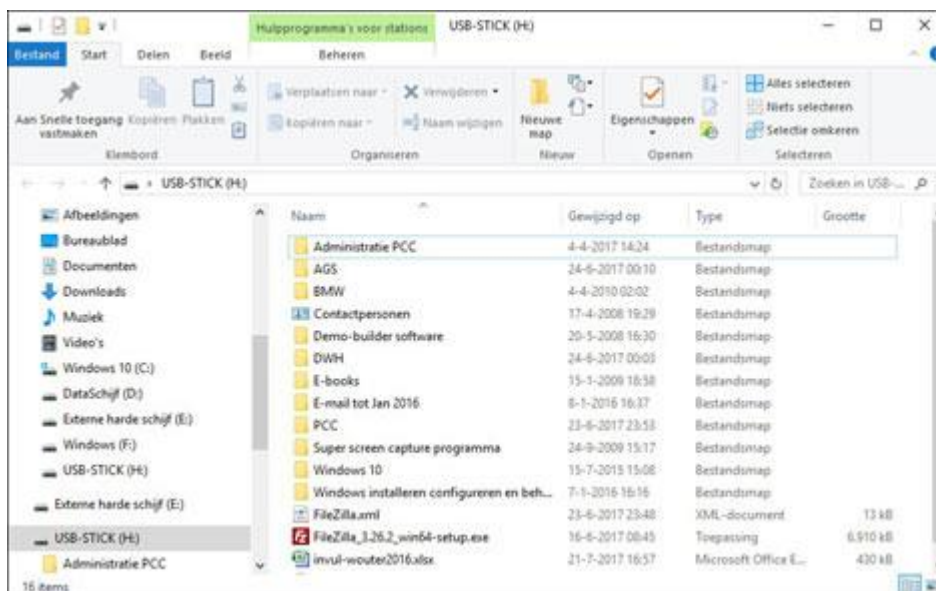 Hulpprogramma's voor stations USB-STICK (H:)
Bestand Start Delen Beeld Beheren
Aan Snelle toegang vastmaken
Kopiëren
Plakken
Klembord
Verplaatsen naar
Kopiëren naar
Verwijderen
Naam wijzigen
Organiseren
Nieuwe map
Nieuw
Eigenschappen
Openen
Alles selecteren
Niets selecteren
Selectie omkeren
Selecteren
USB-STICK (H:)
Zoeken in USB-...
Afbeeldingen
Bureaublad
Documenten
Downloads
Muziek
Video's
Windows 10 (C:)
DataSchijf (D:)
Externe harde schijf (E:)
Windows (F:)
USB-STICK (H:)
Externe harde schijf (E:)
USB-STICK (H:)
Administratie PCC
Naam Gewijzigd op Type Grootte
Administratie PCC 4-4-2017 14:24 Bestandsmap
AGS 24-6-2017 00:10 Bestandsmap
BMW 4-4-2010 02:02 Bestandsmap
Contactpersonen 17-4-2008 19:29 Bestandsmap
Demo-builder software 20-5-2008 16:30 Bestandsmap
DWH 24-6-2017 00:03 Bestandsmap
E-books 15-1-2009 18:58 Bestandsmap
E-mail tot Jan 2016 8-1-2016 16:37 Bestandsmap
PCC 23-6-2017 23:53 Bestandsmap
Super screen capture programma 24-9-2009 15:17 Bestandsmap
Windows 10 15-7-2015 15:08 Bestandsmap
Windows installeren configureren en beh... 7-1-2016 16:16 Bestandsmap
FileZilla.xml 23-6-2017 23:48 XML-document 13 kB
FileZilla_3.26.2_win64-setup.exe 16-6-2017 08:45 Toepassing 6.910 kB
invul-wouter2016.xlsx 21-7-2017 16:57 Microsoft Office E... 430 kB
16 items